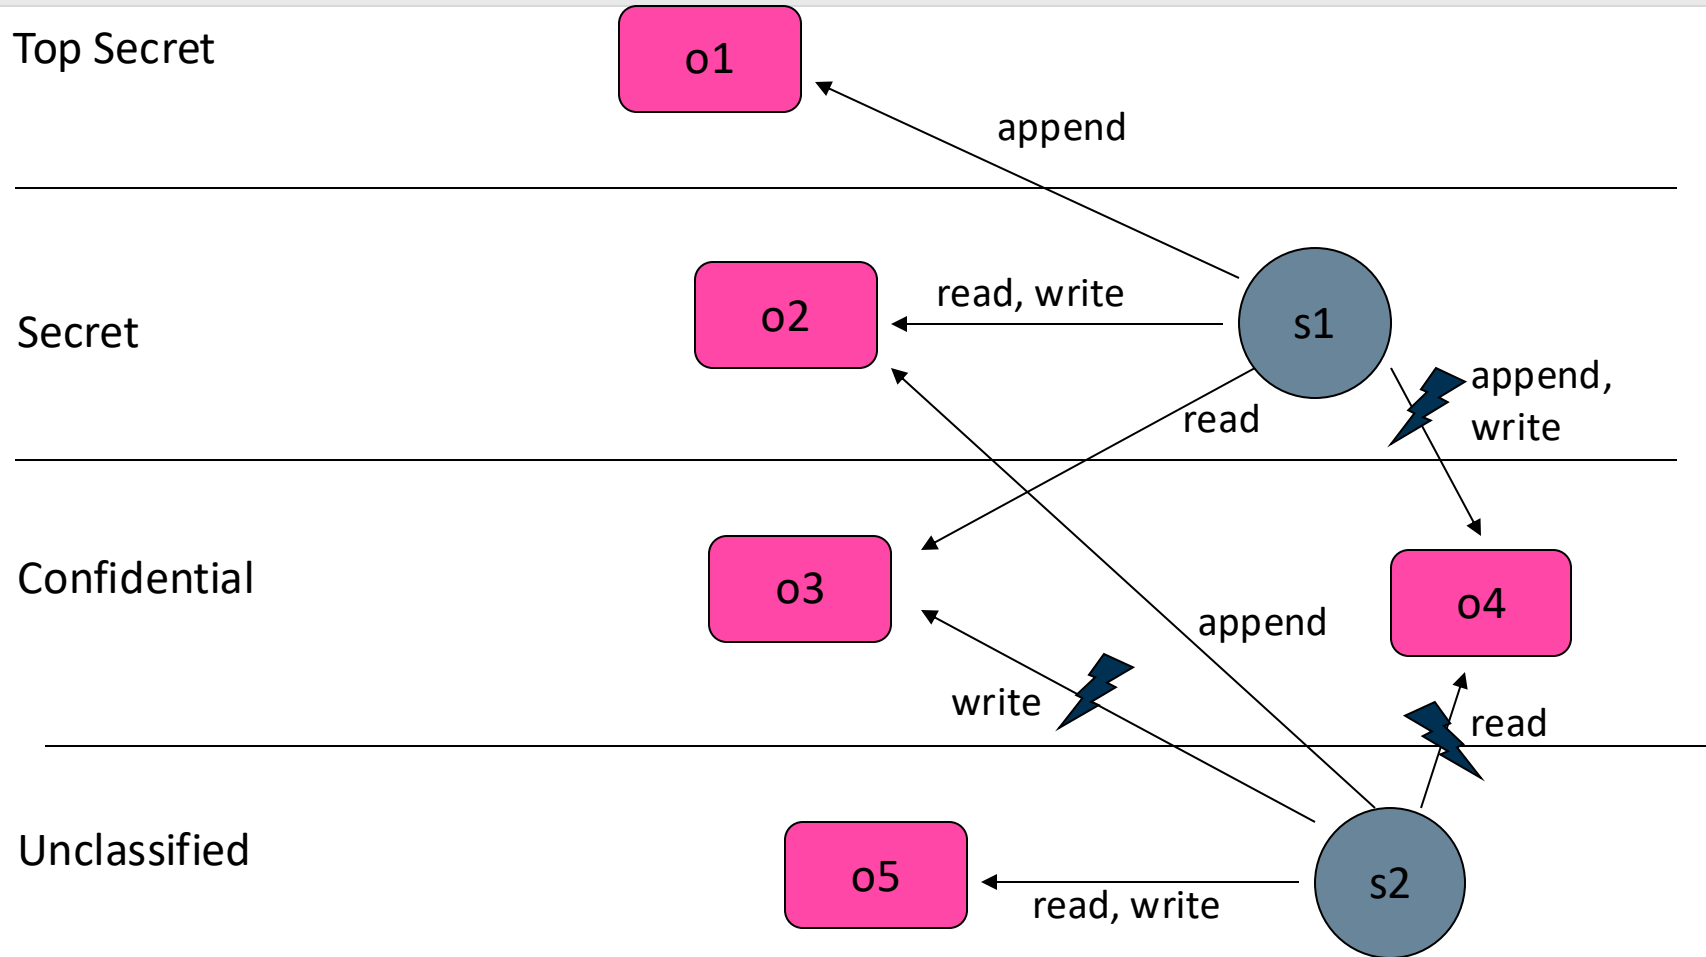 Top Secret
o1
append
Secret
o2
read, write
s1
append,
write
read
Confidential
o3
o4
append
write
read
Unclassified
o5
read, write
s2